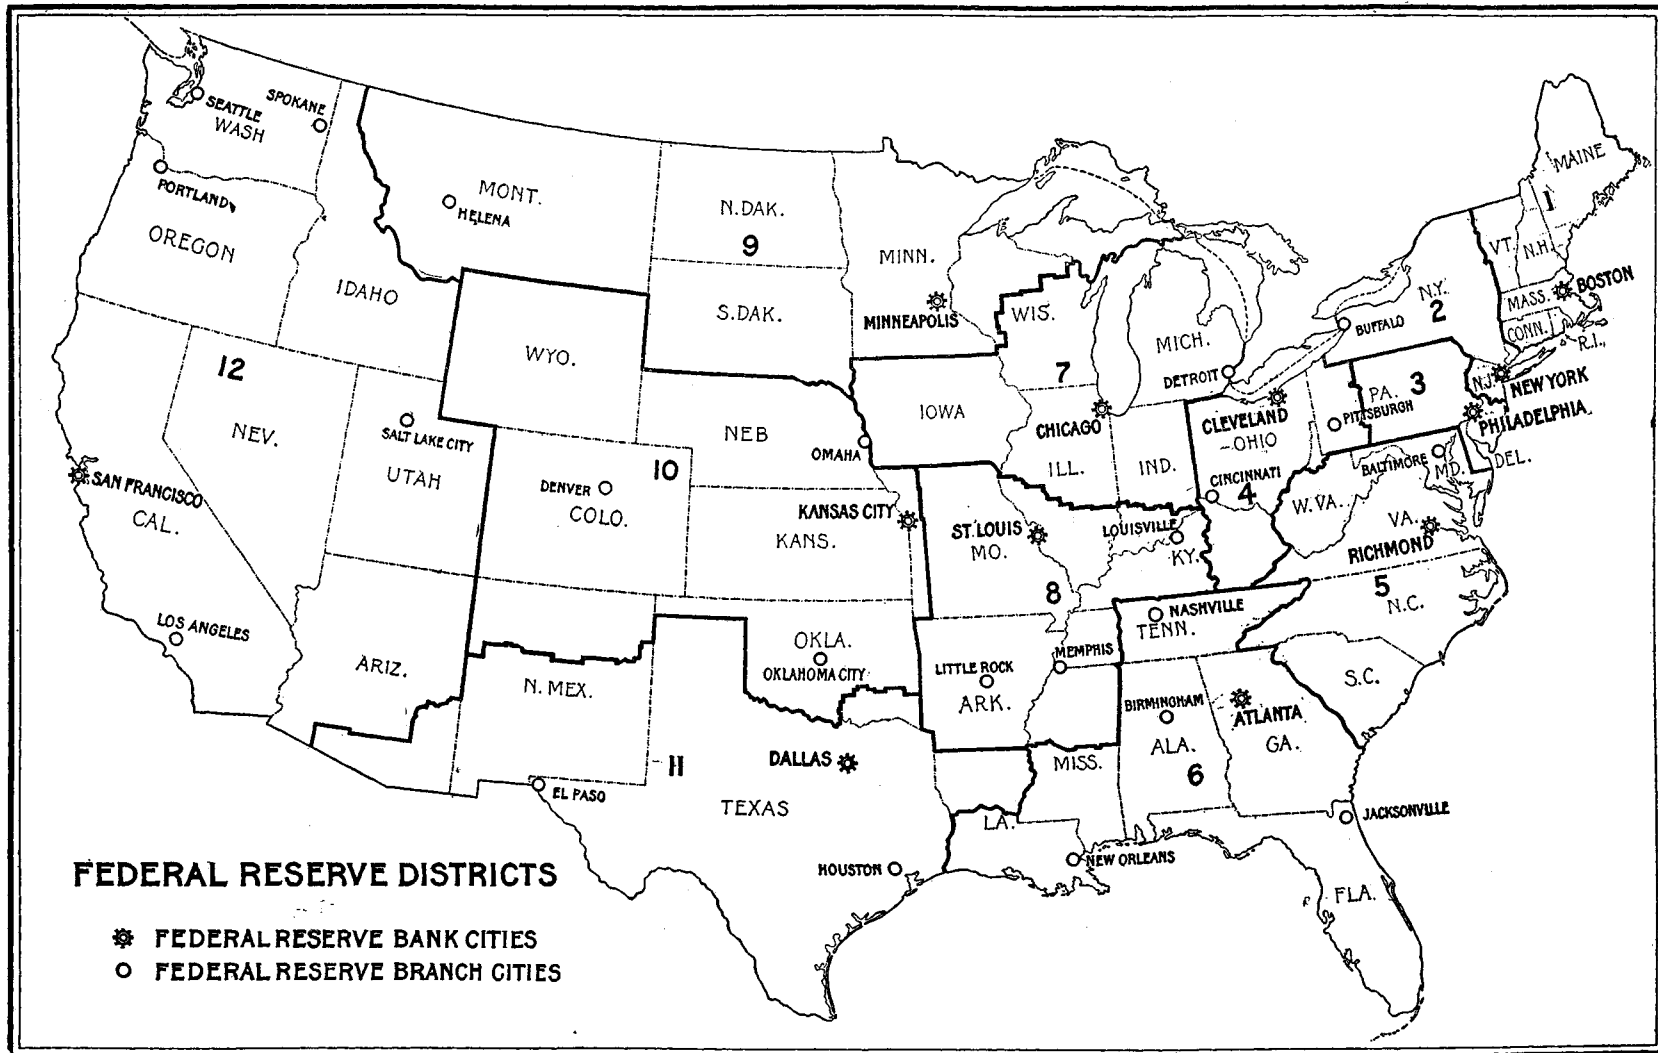 SEATTLE
WASH
SPOKANE
PORTLAND
OREGON
IDAHO
MONT.
HELENA
N.DAK.
9
S.DAK.
MINN.
MINNEAPOLIS
WIS.
MICH.
DETROIT
7
WYO.
12
NEV.
SALT LAKE CITY
UTAH
SAN FRANCISCO
CAL.
LOS ANGELES
ARIZ.
NEB
OMAHA
10
DENVER
COLO.
KANSAS CITY
KANS.
IOWA
CHICAGO
ILL.
IND.
CLEVELAND
OHIO
CINCINNATI
4
PITTSBURGH
PA.
3
BUFFALO
N.Y.
2
MAINE
1
VT.
N.H.
MASS.
BOSTON
CONN.
R.I.,
N.J.
NEW YORK
PHILADELPHIA
DEL.
BALTIMORE
MD.
W.VA.
VA.
RICHMOND
5
N.C.
S.C.
ST. LOUIS
MO.
LOUISVILLE
KY.
8
NASHVILLE
TENN.
MEMPHIS
LITTLE ROCK
ARK.
OKLA.
OKLAHOMA CITY
N. MEX.
11
DALLAS
TEXAS
EL PASO
HOUSTON
LA.
NEW ORLEANS
MISS.
BIRMINGHAM
ALA.
6
ATLANTA
GA.
JACKSONVILLE
FLA.
FEDERAL RESERVE DISTRICTS
FEDERAL RESERVE BANK CITIES
FEDERAL RESERVE BRANCH CITIES